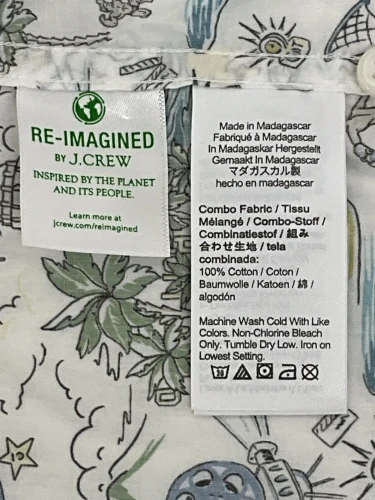 RE-IMAGINED
BY J.CREW
INSPIRED BY THE PLANET
AND ITS PEOPLE.
Learn more at
jcrew.com/reimagined
Made in Madagascar
Fabriqué à Madagascar
In Madagaskar Hergestellt
Gemaakt In Madagascar
マダガスカル製
hecho en madagascar
Combo Fabric / Tissu
Mélangé / Combo-Stoff /
Combinatiestof / 組み
合わせ生地 / tela
combinada:
100% Cotton / Coton /
Baumwolle / Katoen / 綿 /
algodón
Machine Wash Cold With Like
Colors. Non-Chlorine Bleach
Only. Tumble Dry Low. Iron on
Lowest Setting.